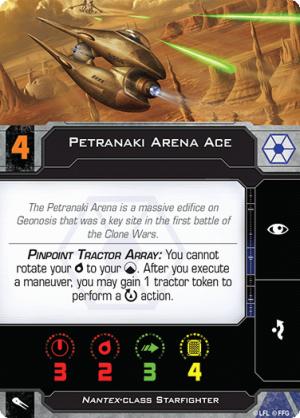 4 Petranaki Arena Ace
The Petranaki Arena is a massive edifice on
Geonosis that was a key site in the first battle of
the Clone Wars.
Pinpoint Tractor Array: You cannot
rotate your to your . After you execute
a maneuver, you may gain 1 tractor token to
perform a action.
3 2 3 4
Nantex-class Starfighter
©LFL ©FFG